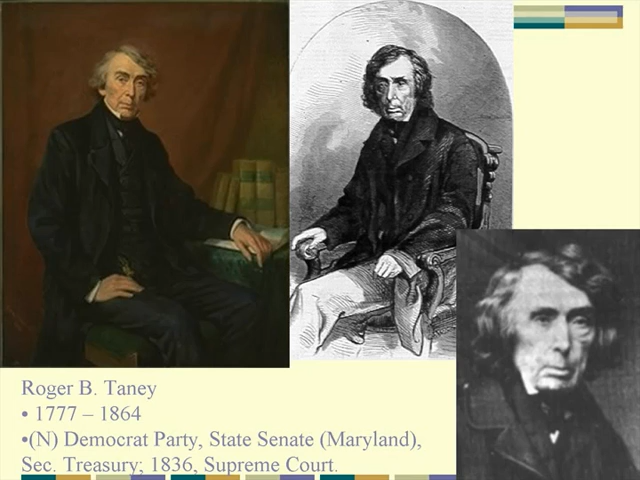 Roger B. Taney
• 1777 – 1864
•(N) Democrat Party, State Senate (Maryland),
Sec. Treasury; 1836, Supreme Court.